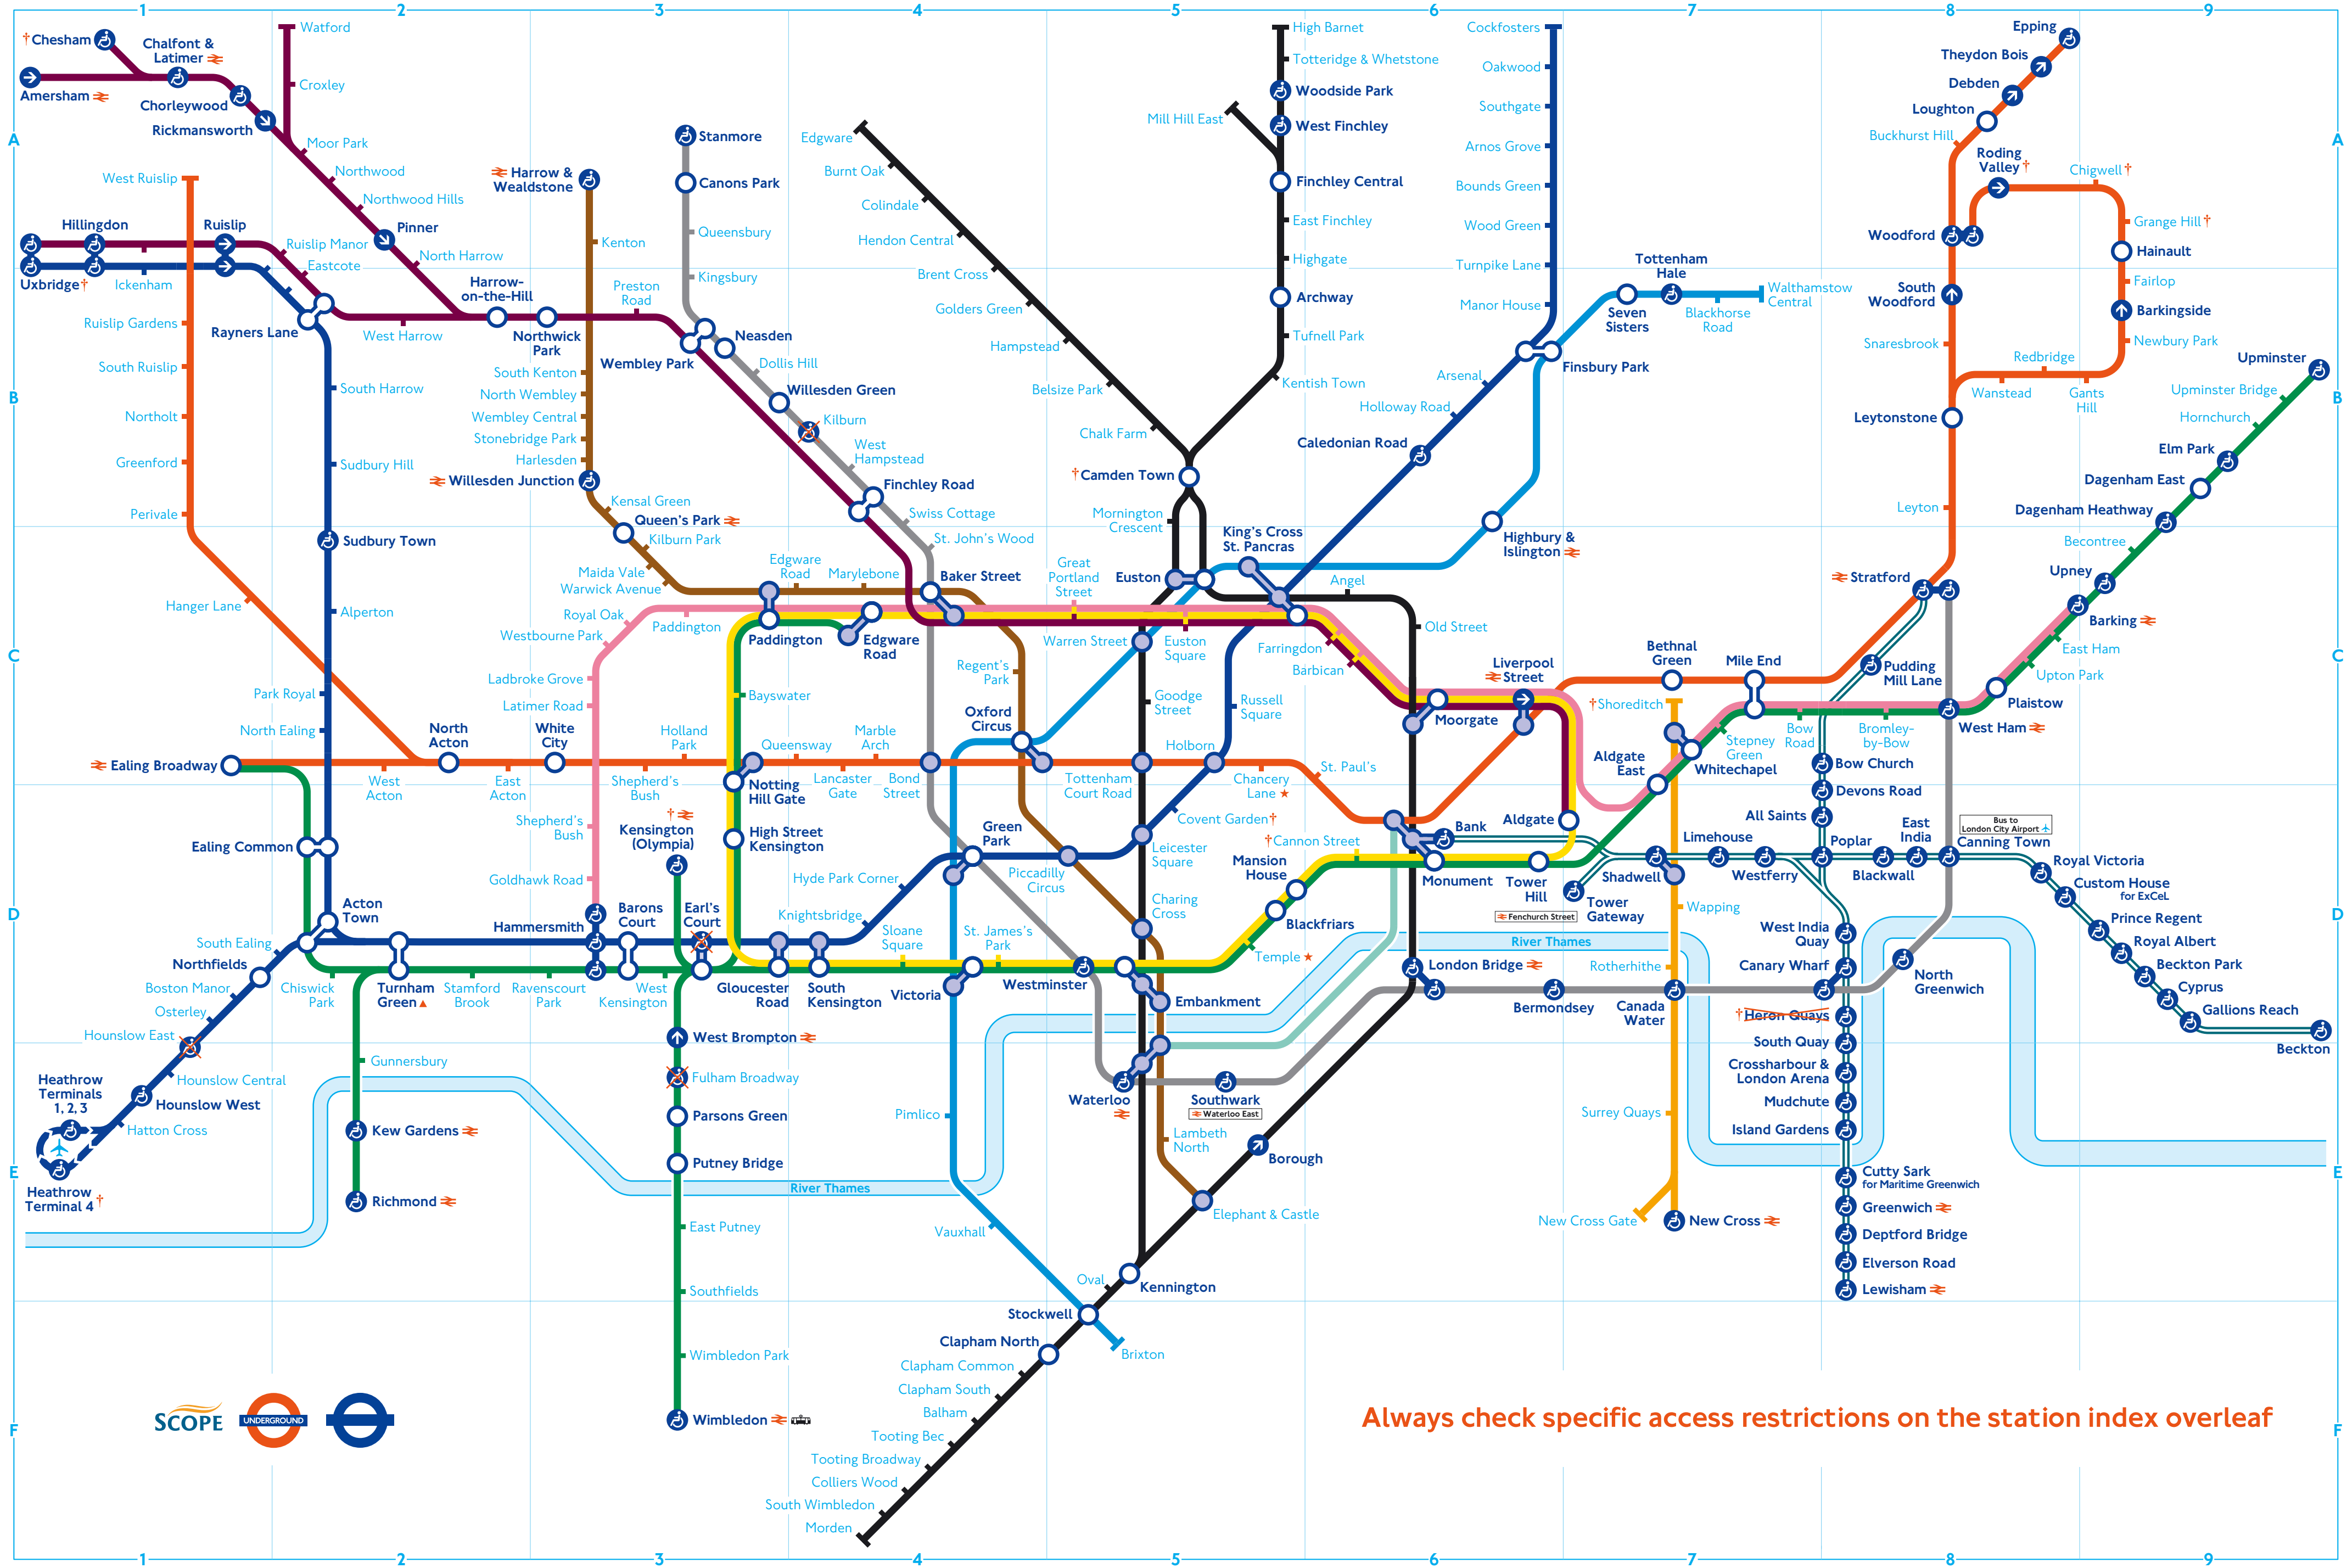 1 2 3 4 5 6 7 8 9
A
B
C
D
E
F
A
B
C
D
E
F
†Chesham
Chalfont &
Latimer
Amersham
Chorleywood
Rickmansworth
Watford
Croxley
Moor Park
Northwood
Northwood Hills
Pinner
North Harrow
West Ruislip
Hillingdon
Ruislip
Ruislip Manor
Eastcote
Uxbridge†
Ickenham
Ruislip Gardens
South Ruislip
Northolt
Greenford
Perivale
Hanger Lane
Rayners Lane
West Harrow
Harrow-
on-the-Hill
Northwick
Park
Preston
Road
Wembley Park
South Harrow
Sudbury Hill
Sudbury Town
Alperton
Park Royal
North Ealing
Harrow &
Wealdstone
Kenton
South Kenton
North Wembley
Wembley Central
Stonebridge Park
Harlesden
Willesden Junction
Kensal Green
Queen's Park
Kilburn Park
Maida Vale
Warwick Avenue
Stanmore
Canons Park
Queensbury
Kingsbury
Neasden
Dollis Hill
Willesden Green
Kilburn
West
Hampstead
Finchley Road
Swiss Cottage
St. John's Wood
Edgware
Burnt Oak
Colindale
Hendon Central
Brent Cross
Golders Green
Hampstead
Belsize Park
Chalk Farm
†Camden Town
Mornington
Crescent
High Barnet
Totteridge & Whetstone
Woodside Park
West Finchley
Mill Hill East
Finchley Central
East Finchley
Highgate
Archway
Tufnell Park
Kentish Town
Cockfosters
Oakwood
Southgate
Arnos Grove
Bounds Green
Wood Green
Turnpike Lane
Manor House
Finsbury Park
Arsenal
Holloway Road
Caledonian Road
Seven
Sisters
Tottenham
Hale
Blackhorse
Road
Walthamstow
Central
Highbury &
Islington
Epping
Theydon Bois
Debden
Loughton
Buckhurst Hill
Roding
Valley†
Chigwell†
Grange Hill†
Hainault
Fairlop
Barkingside
Newbury Park
Woodford
South
Woodford
Snaresbrook
Redbridge
Wanstead
Gants
Hill
Leytonstone
Leyton
Stratford
Upminster
Upminster Bridge
Hornchurch
Elm Park
Dagenham East
Dagenham Heathway
Becontree
Upney
Barking
East Ham
Upton Park
Plaistow
West Ham
Edgware
Road
Marylebone
Baker Street
Great
Portland
Street
Euston
King's Cross
St. Pancras
Angel
Old Street
Royal Oak
Westbourne Park
Paddington
Paddington
Edgware
Road
Warren Street
Euston
Square
Farringdon
Barbican
Moorgate
Liverpool
Street
Bethnal
Green
Mile End
Pudding
Mill Lane
Ladbroke Grove
Latimer Road
Bayswater
Regent's
Park
Goodge
Street
Russell
Square
†Shoreditch
Aldgate
East
Whitechapel
Stepney
Green
Bow
Road
Bromley-
by-Bow
Ealing Broadway
West
Acton
North
Acton
East
Acton
White
City
Shepherd's
Bush
Holland
Park
Notting
Hill Gate
Queensway
Lancaster
Gate
Marble
Arch
Bond
Street
Oxford
Circus
Tottenham
Court Road
Holborn
Chancery
Lane ★
St. Paul's
Bow Church
Devons Road
All Saints
Shepherd's
Bush
Goldhawk Road
Kensington
(Olympia)
†
High Street
Kensington
Hyde Park Corner
Knightsbridge
Green
Park
Piccadilly
Circus
Covent Garden†
Leicester
Square
Charing
Cross
†Cannon Street
Mansion
House
Blackfriars
Temple ★
Bank
Monument
Aldgate
Tower
Hill
Fenchurch Street
Tower
Gateway
Shadwell
Limehouse
Westferry
Poplar
Blackwall
East
India
Canning Town
Bus to
London City Airport
Royal Victoria
Custom House
for ExCeL
Prince Regent
Royal Albert
Beckton Park
Cyprus
Gallions Reach
Beckton
Ealing Common
Acton
Town
South Ealing
Northfields
Boston Manor
Osterley
Hounslow East
Hounslow Central
Hounslow West
Hatton Cross
Heathrow
Terminals
1, 2, 3
Heathrow
Terminal 4 †
Chiswick
Park
Turnham
Green ▲
Stamford
Brook
Ravenscourt
Park
Hammersmith
Barons
Court
West
Kensington
Earl's
Court
Gloucester
Road
South
Kensington
Sloane
Square
Victoria
St. James's
Park
Westminster
Embankment
Gunnersbury
Kew Gardens
Richmond
West Brompton
Fulham Broadway
Parsons Green
Putney Bridge
East Putney
Southfields
Wimbledon Park
Wimbledon
Pimlico
Vauxhall
Brixton
Waterloo
Southwark
Waterloo East
Lambeth
North
Elephant & Castle
Borough
London Bridge
Bermondsey
Canada
Water
Wapping
Rotherhithe
Surrey Quays
New Cross Gate
New Cross
West India
Quay
Canary Wharf
†Heron Quays
South Quay
Crossharbour &
London Arena
Mudchute
Island Gardens
Cutty Sark
for Maritime Greenwich
Greenwich
Deptford Bridge
Elverson Road
Lewisham
North
Greenwich
River Thames
River Thames
Oval
Kennington
Stockwell
Clapham North
Clapham Common
Clapham South
Balham
Tooting Bec
Tooting Broadway
Colliers Wood
South Wimbledon
Morden
SCOPE
UNDERGROUND
Always check specific access restrictions on the station index overleaf
1 2 3 4 5 6 7 8 9